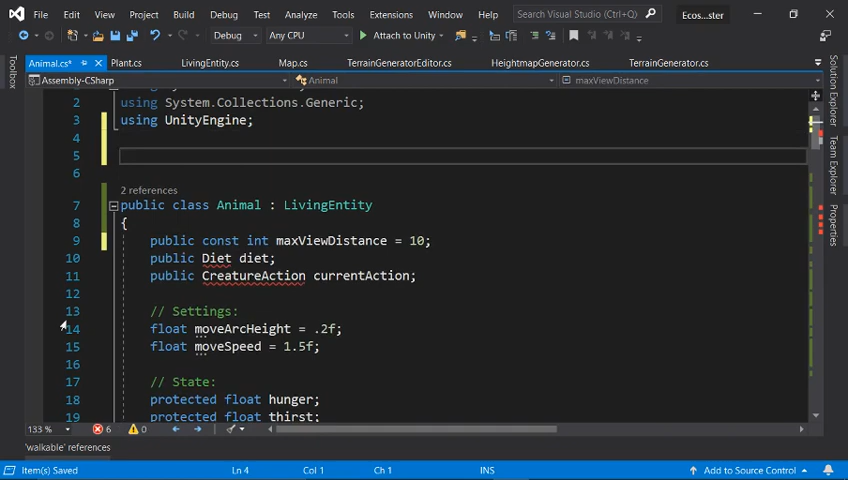 File Edit View Project Build Debug Test Analyze Tools Extensions Window Help Search Visual Studio (Ctrl+Q) Ecos...ster
Debug Any CPU Attach to Unity
Animal.cs* Plant.cs LivingEntity.cs Map.cs TerrainGeneratorEditor.cs HeightmapGenerator.cs TerrainGenerator.cs
Assembly-CSharp Animal maxViewDistance
Toolbox
Solution Explorer
Team Explorer
Properties
2 using System.Collections.Generic;
3 using UnityEngine;
4
5
6
2 references
7 public class Animal : LivingEntity
8 {
9 public const int maxViewDistance = 10;
10 public Diet diet;
11 public CreatureAction currentAction;
12
13 // Settings:
14 float moveArcHeight = .2f;
15 float moveSpeed = 1.5f;
16
17 // State:
18 protected float hunger;
19 protected float thirst;
133 % 6 0
'walkable' references
Item(s) Saved Ln 4 Col 1 Ch 1 INS Add to Source Control